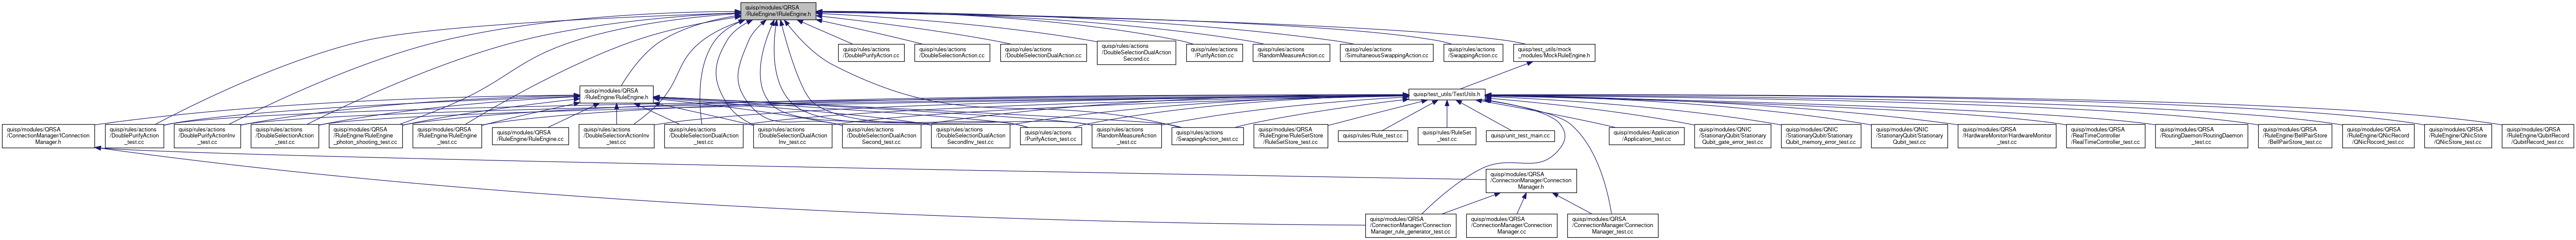 quisp/modules/QRSA
/RuleEngine/IRuleEngine.h
quisp/rules/actions
/DoublePurifyAction.cc
quisp/rules/actions
/DoubleSelectionAction.cc
quisp/rules/actions
/DoubleSelectionDualAction.cc
quisp/rules/actions
/DoubleSelectionDualAction
Second.cc
quisp/rules/actions
/PurifyAction.cc
quisp/rules/actions
/RandomMeasureAction.cc
quisp/rules/actions
/SimultaneousSwappingAction.cc
quisp/rules/actions
/SwappingAction.cc
quisp/test_utils/mock
_modules/MockRuleEngine.h
quisp/modules/QRSA
/RuleEngine/RuleEngine.h
quisp/test_utils/TestUtils.h
quisp/modules/QRSA
/ConnectionManager/IConnection
Manager.h
quisp/rules/actions
/DoublePurifyAction
_test.cc
quisp/rules/actions
/DoublePurifyActionInv
_test.cc
quisp/rules/actions
/DoubleSelectionAction
_test.cc
quisp/modules/QRSA
/RuleEngine/RuleEngine
_photon_shooting_test.cc
quisp/modules/QRSA
/RuleEngine/RuleEngine
_test.cc
quisp/modules/QRSA
/RuleEngine/RuleEngine.cc
quisp/rules/actions
/DoubleSelectionActionInv
_test.cc
quisp/rules/actions
/DoubleSelectionDualAction
_test.cc
quisp/rules/actions
/DoubleSelectionDualAction
Inv_test.cc
quisp/rules/actions
/DoubleSelectionDualAction
Second_test.cc
quisp/rules/actions
/DoubleSelectionDualAction
SecondInv_test.cc
quisp/rules/actions
/PurifyAction_test.cc
quisp/rules/actions
/RandomMeasureAction
_test.cc
quisp/rules/actions
/SwappingAction_test.cc
quisp/modules/QRSA
/RuleEngine/RuleSetStore
/RuleSetStore_test.cc
quisp/rules/Rule_test.cc
quisp/rules/RuleSet
_test.cc
quisp/unit_test_main.cc
quisp/modules/Application
/Application_test.cc
quisp/modules/QNIC
/StationaryQubit/Stationary
Qubit_gate_error_test.cc
quisp/modules/QNIC
/StationaryQubit/Stationary
Qubit_memory_error_test.cc
quisp/modules/QNIC
/StationaryQubit/Stationary
Qubit_test.cc
quisp/modules/QRSA
/HardwareMonitor/HardwareMonitor
_test.cc
quisp/modules/QRSA
/RealTimeController
/RealTimeController_test.cc
quisp/modules/QRSA
/RoutingDaemon/RoutingDaemon
_test.cc
quisp/modules/QRSA
/RuleEngine/BellPairStore
/BellPairStore_test.cc
quisp/modules/QRSA
/RuleEngine/QNicRecord
/QNicRocord_test.cc
quisp/modules/QRSA
/RuleEngine/QNicStore
/QNicStore_test.cc
quisp/modules/QRSA
/RuleEngine/QubitRecord
/QubitRecord_test.cc
quisp/modules/QRSA
/ConnectionManager/Connection
Manager.h
quisp/modules/QRSA
/ConnectionManager/Connection
Manager_rule_generator_test.cc
quisp/modules/QRSA
/ConnectionManager/Connection
Manager.cc
quisp/modules/QRSA
/ConnectionManager/Connection
Manager_test.cc